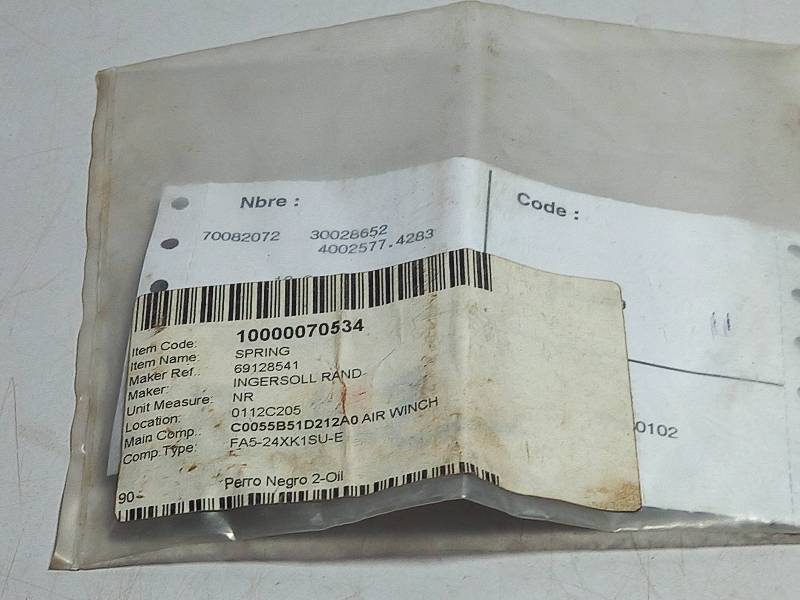 Nbre :
Code :
70082072 30028652
4002577.4283
Item Code: 10000070534
Item Name: SPRING
Maker Ref.: 69128541
Maker: INGERSOLL RAND
Unit Measure: NR
Location: 0112C205
Main Comp.: C0055B51D212A0 AIR WINCH
Comp.Type: FA5-24XK1SU-E
0102
90- Perro Negro 2-Oil